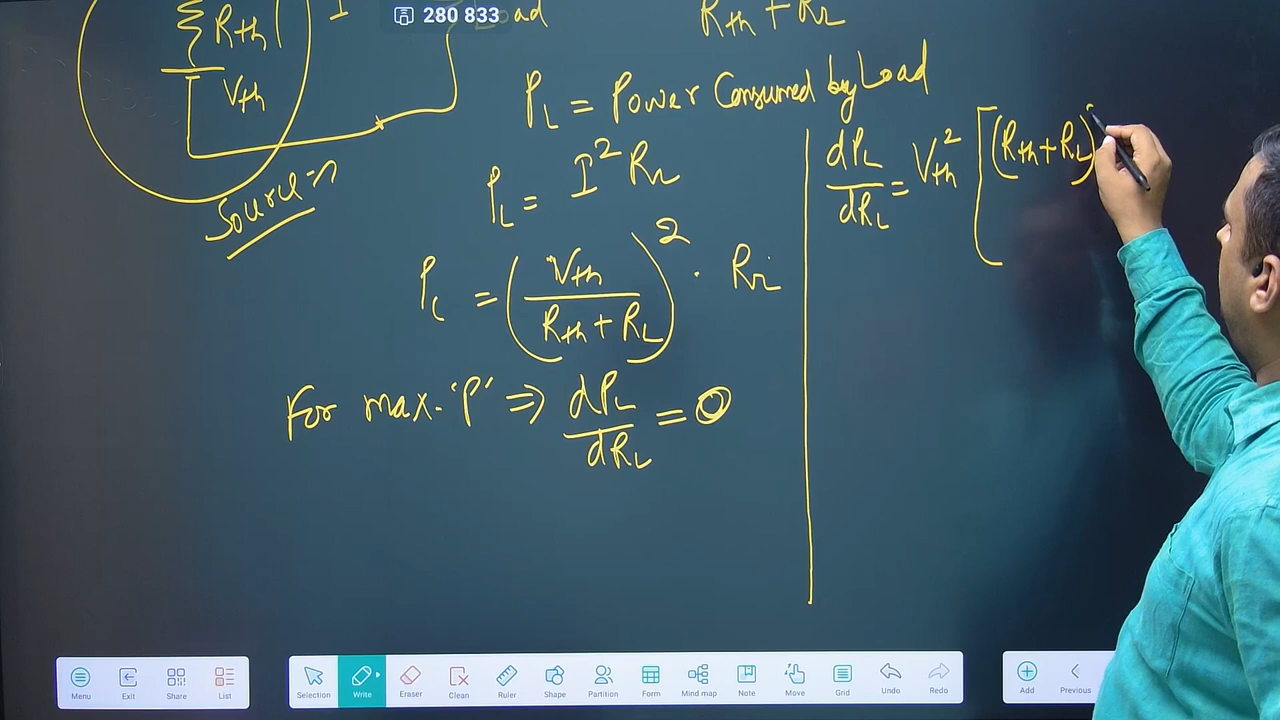 280 833
Rth I Load
Vth
Source
Rth + RL
PL = Power Consumed by Load
PL = I² RL
PL = (Vth / Rth + RL)² . RL
For max. 'P' ⇒ dPL / dRL = 0
dPL / dRL = Vth² [(Rth+RL)
Menu Exit Share List
Selection Write Eraser Clean Ruler Shape Partition Form Mind map Note Move Grid Undo Redo
Add Previous